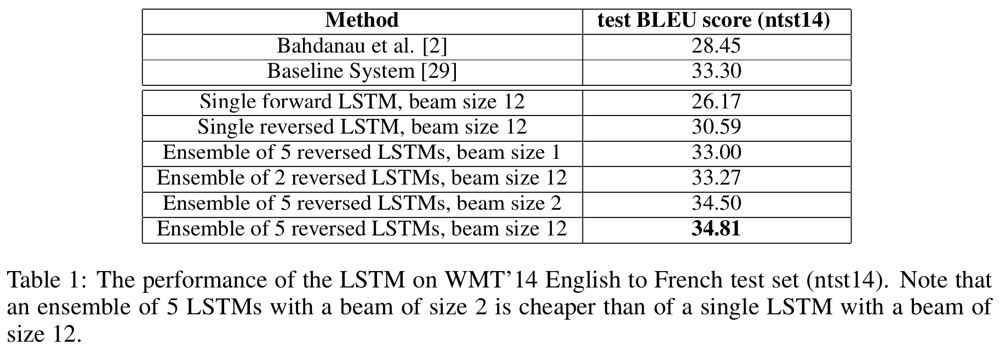 Method test BLEU score (ntst14)
Bahdanau et al. [2] 28.45
Baseline System [29] 33.30
Single forward LSTM, beam size 12 26.17
Single reversed LSTM, beam size 12 30.59
Ensemble of 5 reversed LSTMs, beam size 1 33.00
Ensemble of 2 reversed LSTMs, beam size 12 33.27
Ensemble of 5 reversed LSTMs, beam size 2 34.50
Ensemble of 5 reversed LSTMs, beam size 12 34.81
Table 1: The performance of the LSTM on WMT’14 English to French test set (ntst14). Note that
an ensemble of 5 LSTMs with a beam of size 2 is cheaper than of a single LSTM with a beam of
size 12.